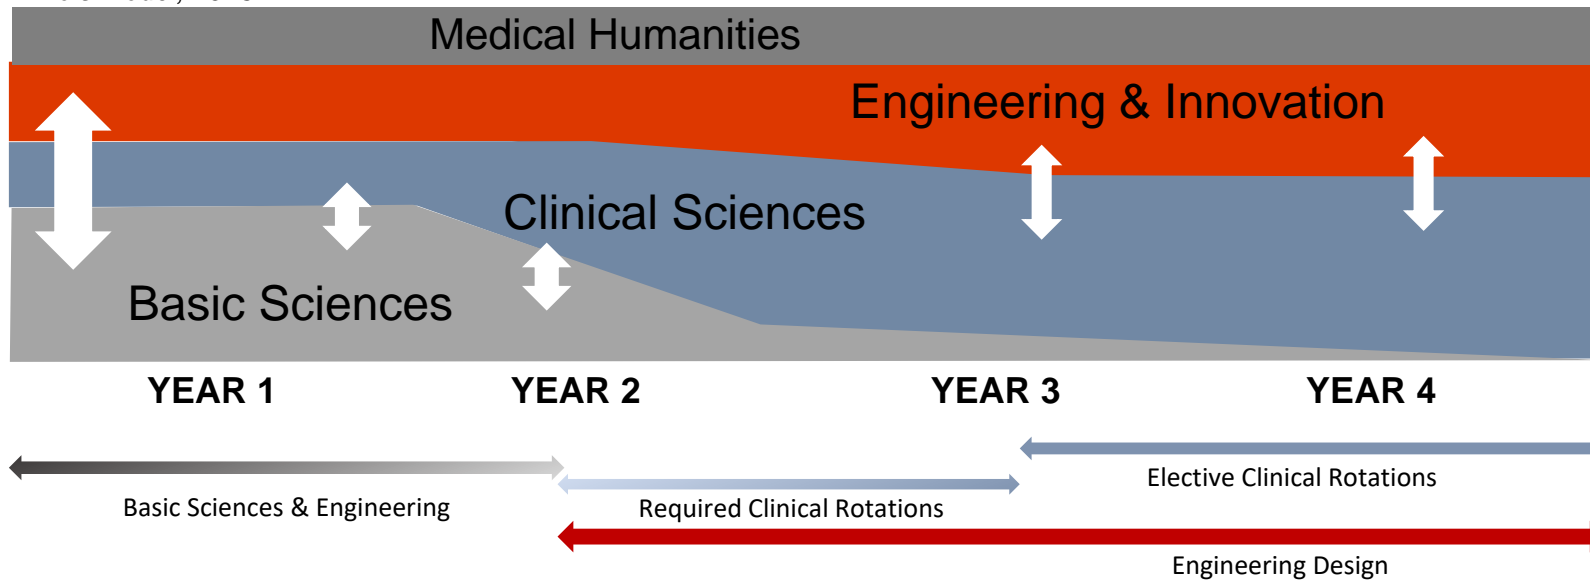 Medical Humanities
Engineering & Innovation
Clinical Sciences
Basic Sciences
YEAR 1 YEAR 2 YEAR 3 YEAR 4
Elective Clinical Rotations
Basic Sciences & Engineering Required Clinical Rotations
Engineering Design